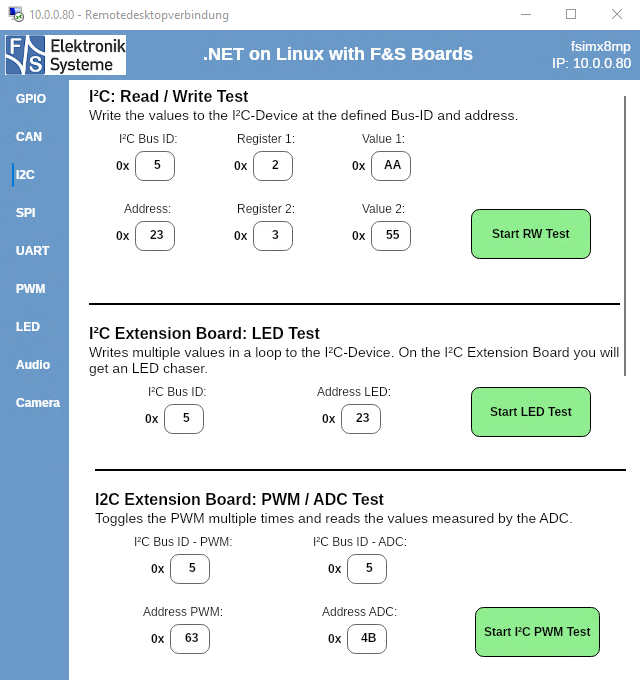 10.0.0.80 - Remotedesktopverbindung
F&S Elektronik Systeme
.NET on Linux with F&S Boards
fsimx8mp
IP: 10.0.0.80
GPIO
CAN
I2C
SPI
UART
PWM
LED
Audio
Camera
I²C: Read / Write Test
Write the values to the I²C-Device at the defined Bus-ID and address.
I²C Bus ID: Register 1: Value 1:
0x 5 0x 2 0x AA
Address: Register 2: Value 2:
0x 23 0x 3 0x 55
Start RW Test
I²C Extension Board: LED Test
Writes multiple values in a loop to the I²C-Device. On the I²C Extension Board you will
get an LED chaser.
I²C Bus ID: Address LED:
0x 5 0x 23
Start LED Test
I2C Extension Board: PWM / ADC Test
Toggles the PWM multiple times and reads the values measured by the ADC.
I²C Bus ID - PWM: I²C Bus ID - ADC:
0x 5 0x 5
Address PWM: Address ADC:
0x 63 0x 4B
Start I²C PWM Test